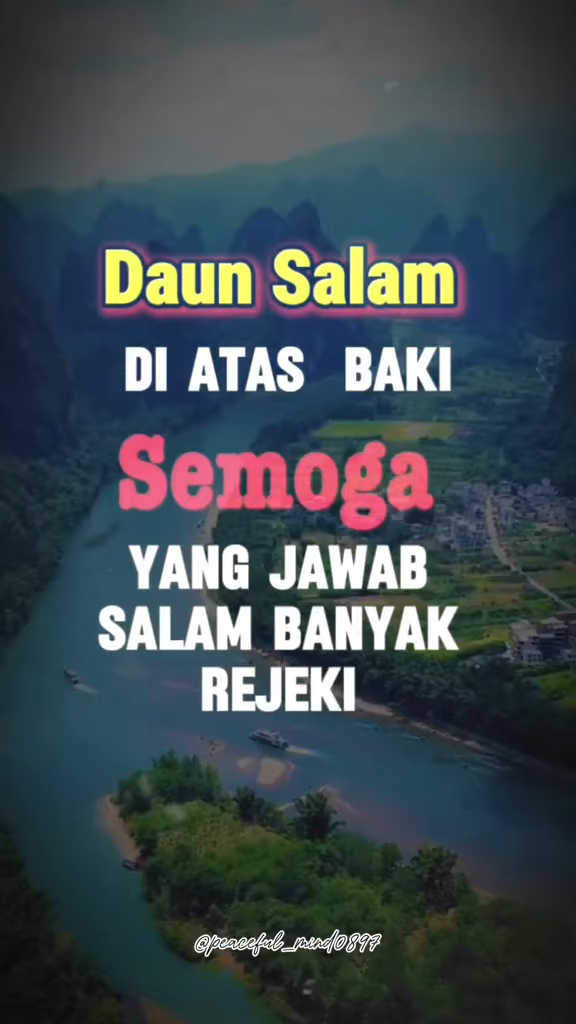 Daun Salam
DI ATAS BAKI
Semoga
YANG JAWAB
SALAM BANYAK
REJEKI
@peaceful_mind0897